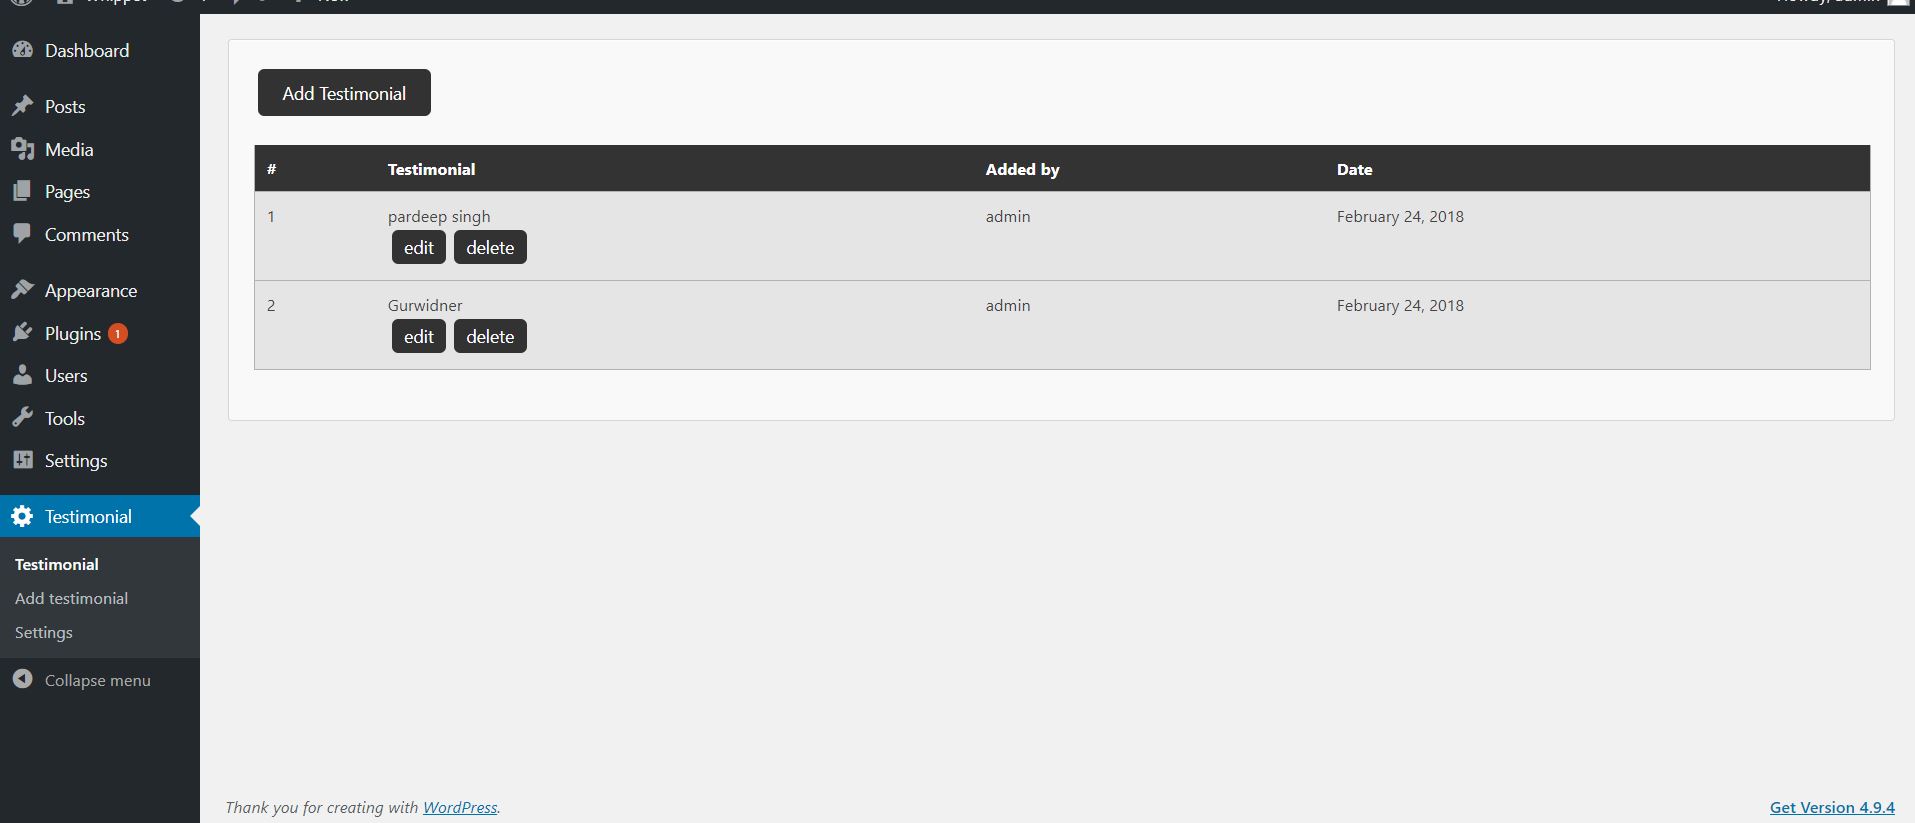 Dashboard
Posts
Media
Pages
Comments
Appearance
Plugins 1
Users
Tools
Settings
Testimonial
Testimonial
Add testimonial
Settings
Collapse menu
Add Testimonial
# Testimonial Added by Date
1 pardeep singh admin February 24, 2018
edit delete
2 Gurwidner admin February 24, 2018
edit delete
Thank you for creating with WordPress.
Get Version 4.9.4